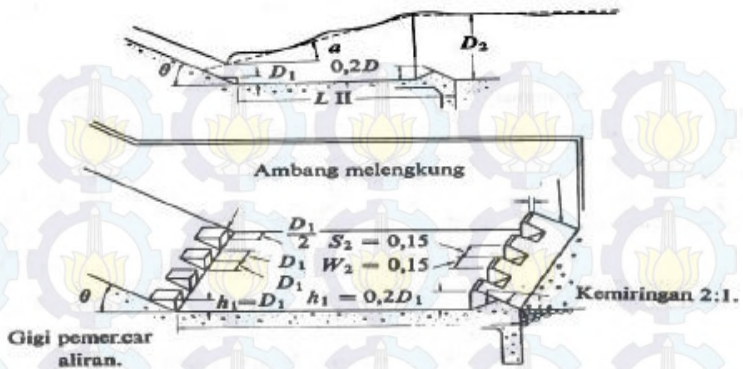 a
D₂
θ
D₁
0,2D
L II
Ambang melengkung
D₁/2
S₂ = 0,15
D₁
W₂ = 0,15
D₁
θ
h₁=D₁
h₁ = 0,2D₁
Kemiringan 2:1.
Gigi pemencar
aliran.